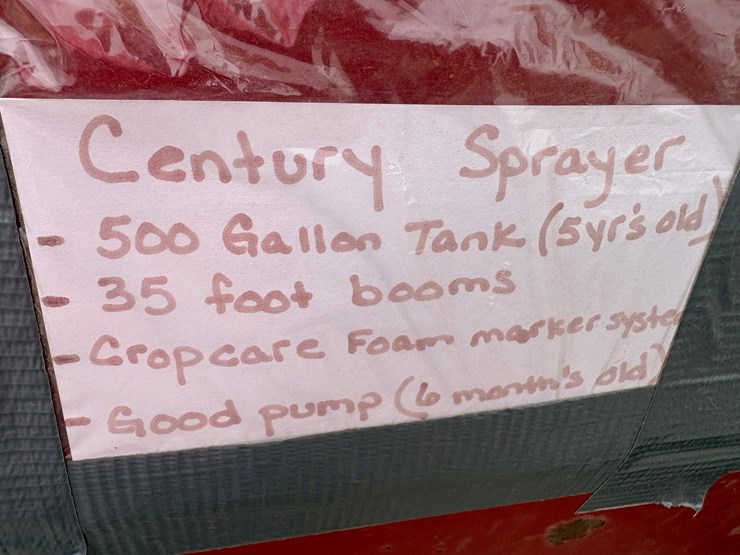 Century Sprayer
- 500 Gallon Tank (5yr's old)
- 35 foot booms
- Cropcare Foam marker system
- Good pump (6 month's old)